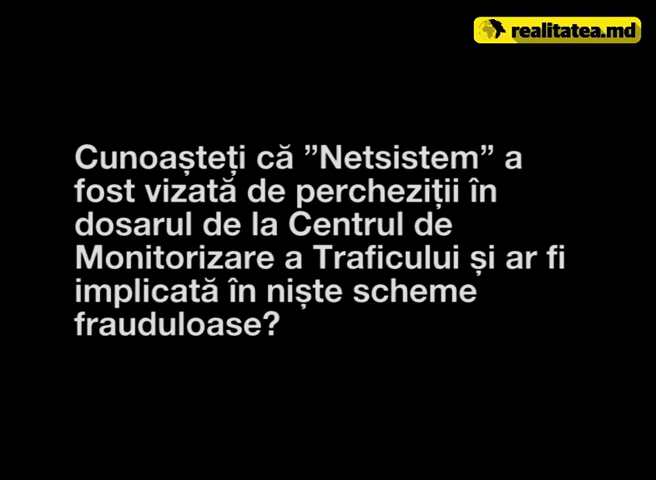 realitatea.md
Cunoașteți că ”Netsistem” a
fost vizată de percheziții în
dosarul de la Centrul de
Monitorizare a Traficului și ar fi
implicată în niște scheme
frauduloase?